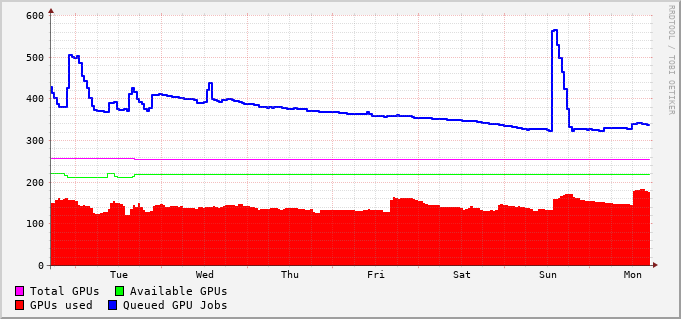 RRDTOOL / TOBI OETIKER
600
500
400
300
200
100
0
Tue Wed Thu Fri Sat Sun Mon
Total GPUs Available GPUs
GPUs used Queued GPU Jobs